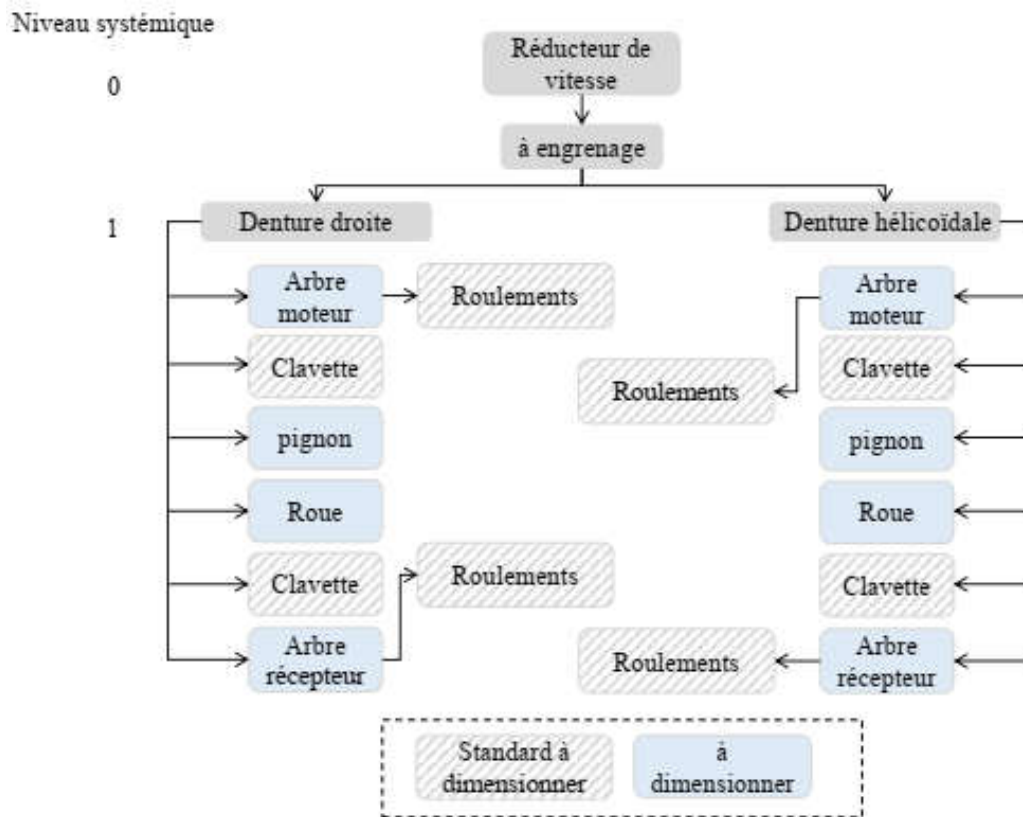 Niveau systémique
Réducteur de
vitesse
0
à engrenage
1
Denture droite
Denture hélicoïdale
Arbre
moteur
Roulements
Arbre
moteur
Clavette
Roulements
Clavette
pignon
pignon
Roue
Roue
Clavette
Roulements
Clavette
Arbre
récepteur
Roulements
Arbre
récepteur
Standard à
dimensionner
à
dimensionner